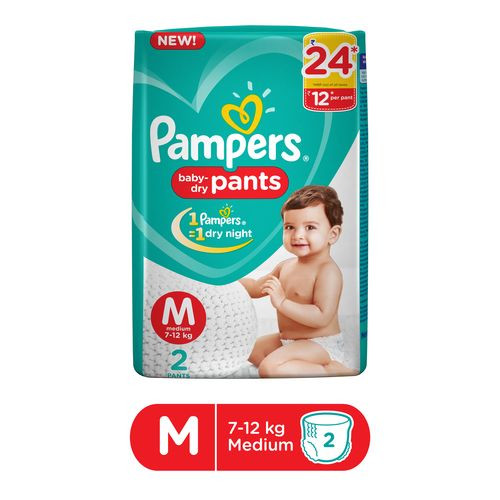 NEW!
₹
24*
₹12* per pant
Pampers®
baby-dry pants
1 Pampers
=1 dry night
M
medium
7-12 kg
2
PANTS
M
7-12 kg
Medium
2